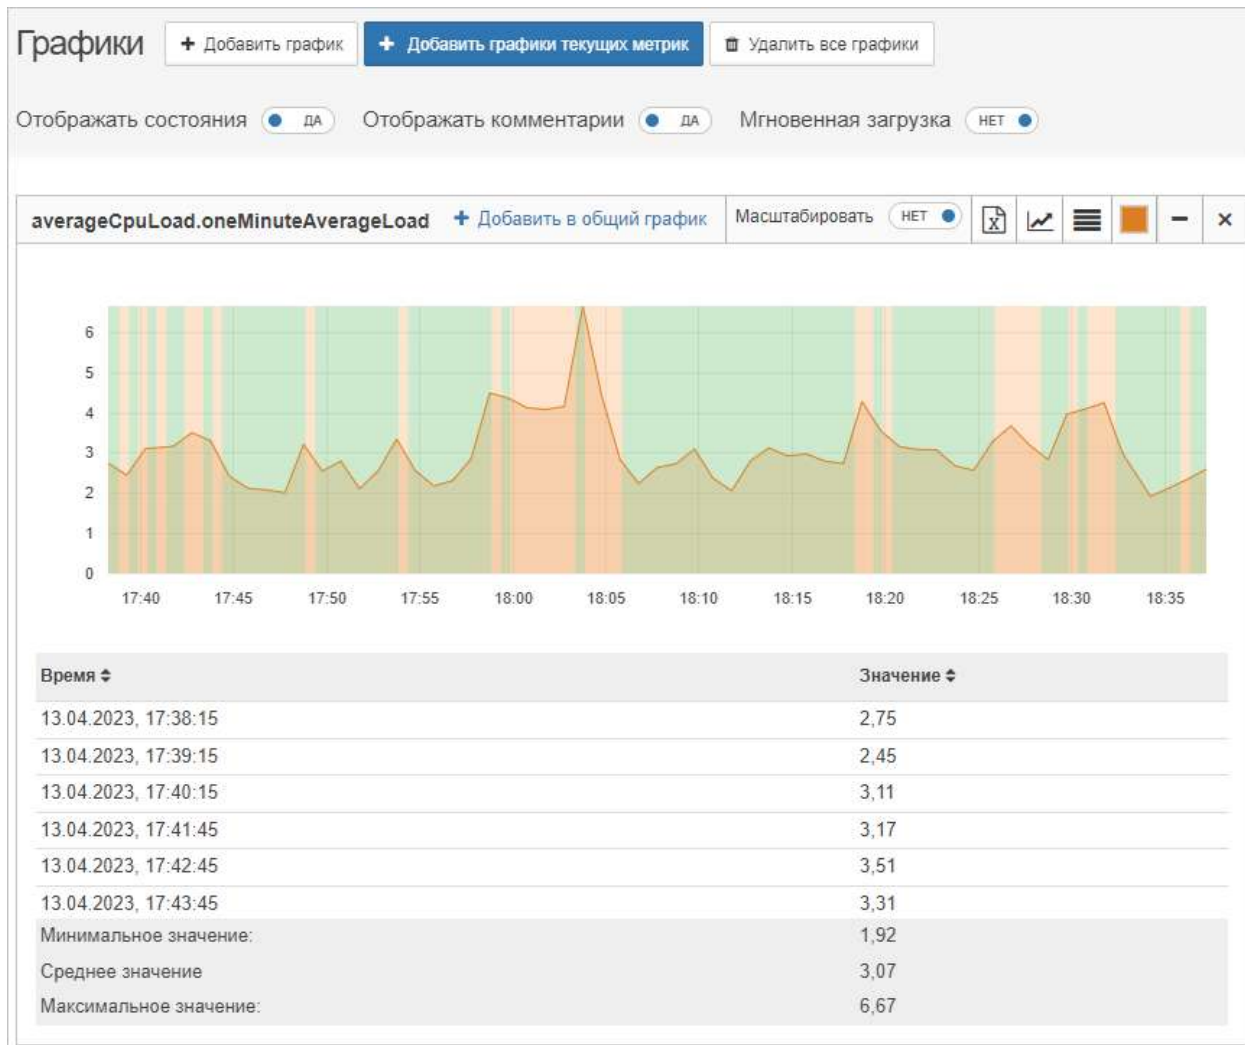 Графики + Добавить график + Добавить графики текущих метрик Удалить все графики
Отображать состояния ДА Отображать комментарии ДА Мгновенная загрузка НЕТ
averageCpuLoad.oneMinuteAverageLoad + Добавить в общий график Масштабировать НЕТ
6
5
4
3
2
1
0
17:40 17:45 17:50 17:55 18:00 18:05 18:10 18:15 18:20 18:25 18:30 18:35
Время Значение
13.04.2023, 17:38:15 2,75
13.04.2023, 17:39:15 2,45
13.04.2023, 17:40:15 3,11
13.04.2023, 17:41:45 3,17
13.04.2023, 17:42:45 3,51
13.04.2023, 17:43:45 3,31
Минимальное значение: 1,92
Среднее значение 3,07
Максимальное значение: 6,67